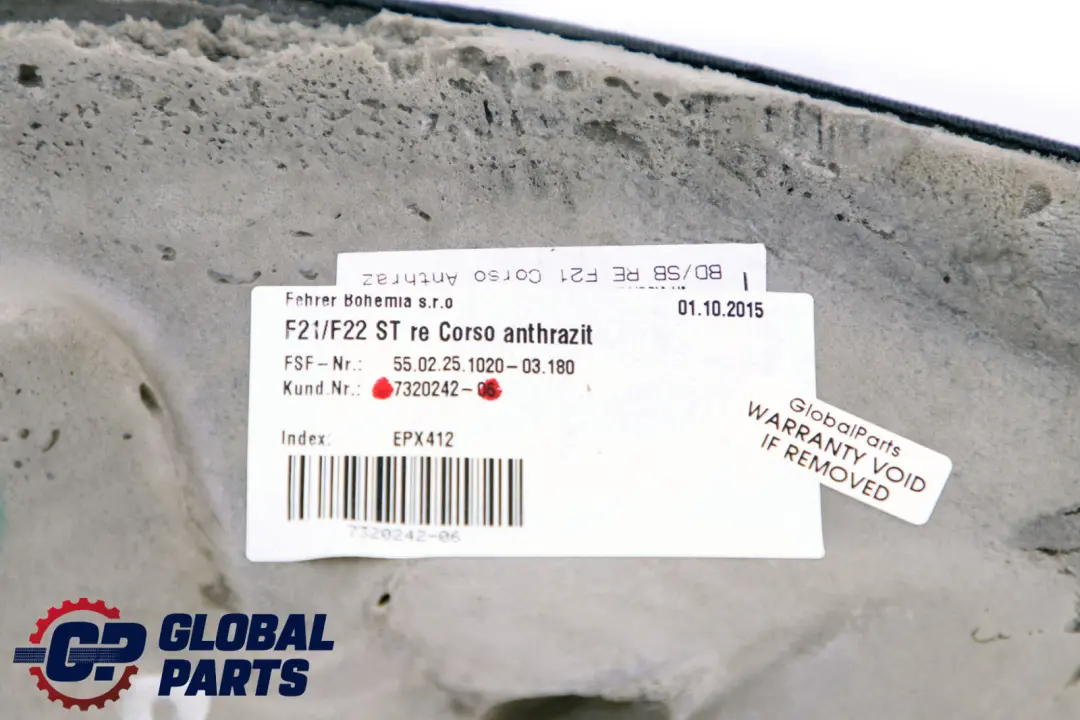 BD/SB RE F21 Corso Anthraz
Fehrer Bohemia s.r.o
01.10.2015
F21/F22 ST re Corso anthrazit
FSF-Nr.: 55.02.25.1020-03.180
Kund.Nr.: 7320242-06
Index: EPX412
7320242-06
GlobalParts
WARRANTY VOID
IF REMOVED
GP GLOBAL
PARTS